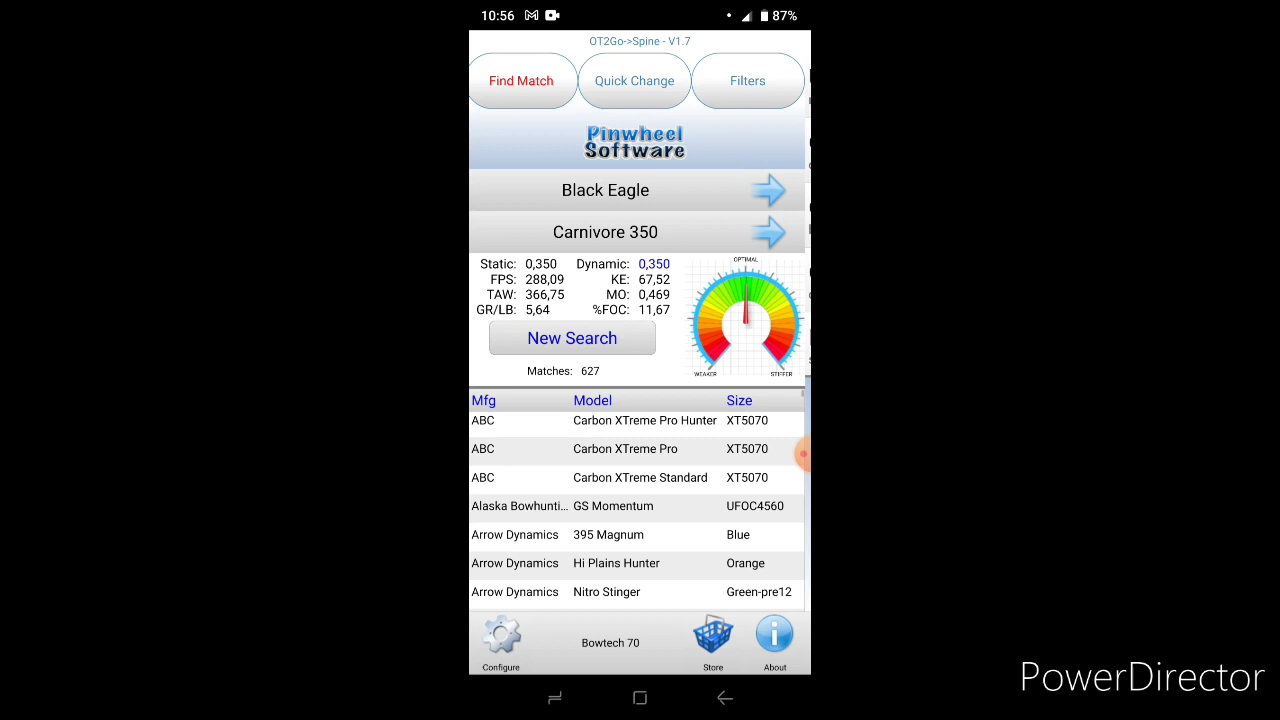 10:56 87%
OT2Go->Spine - V1.7
Find Match Quick Change Filters
Pinwheel
Software
Black Eagle
Carnivore 350
Static: 0,350 Dynamic: 0,350
FPS: 288,09 KE: 67,52
TAW: 366,75 MO: 0,469
GR/LB: 5,64 %FOC: 11,67
OPTIMAL
WEAKER STIFFER
New Search
Matches: 627
Mfg Model Size
ABC Carbon XTreme Pro Hunter XT5070
ABC Carbon XTreme Pro XT5070
ABC Carbon XTreme Standard XT5070
Alaska Bowhunti... GS Momentum UFOC4560
Arrow Dynamics 395 Magnum Blue
Arrow Dynamics Hi Plains Hunter Orange
Arrow Dynamics Nitro Stinger Green-pre12
Bowtech 70
Configure Store About
PowerDirector